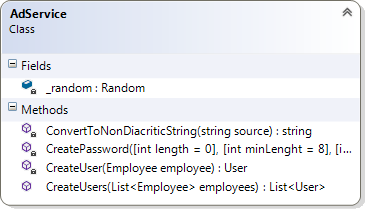 AdService
Class
Fields
_random : Random
Methods
ConvertToNonDiacriticString(string source) : string
CreatePassword([int length = 0], [int minLenght = 8], [i...
CreateUser(Employee employee) : User
CreateUsers(List<Employee> employees) : List<User>